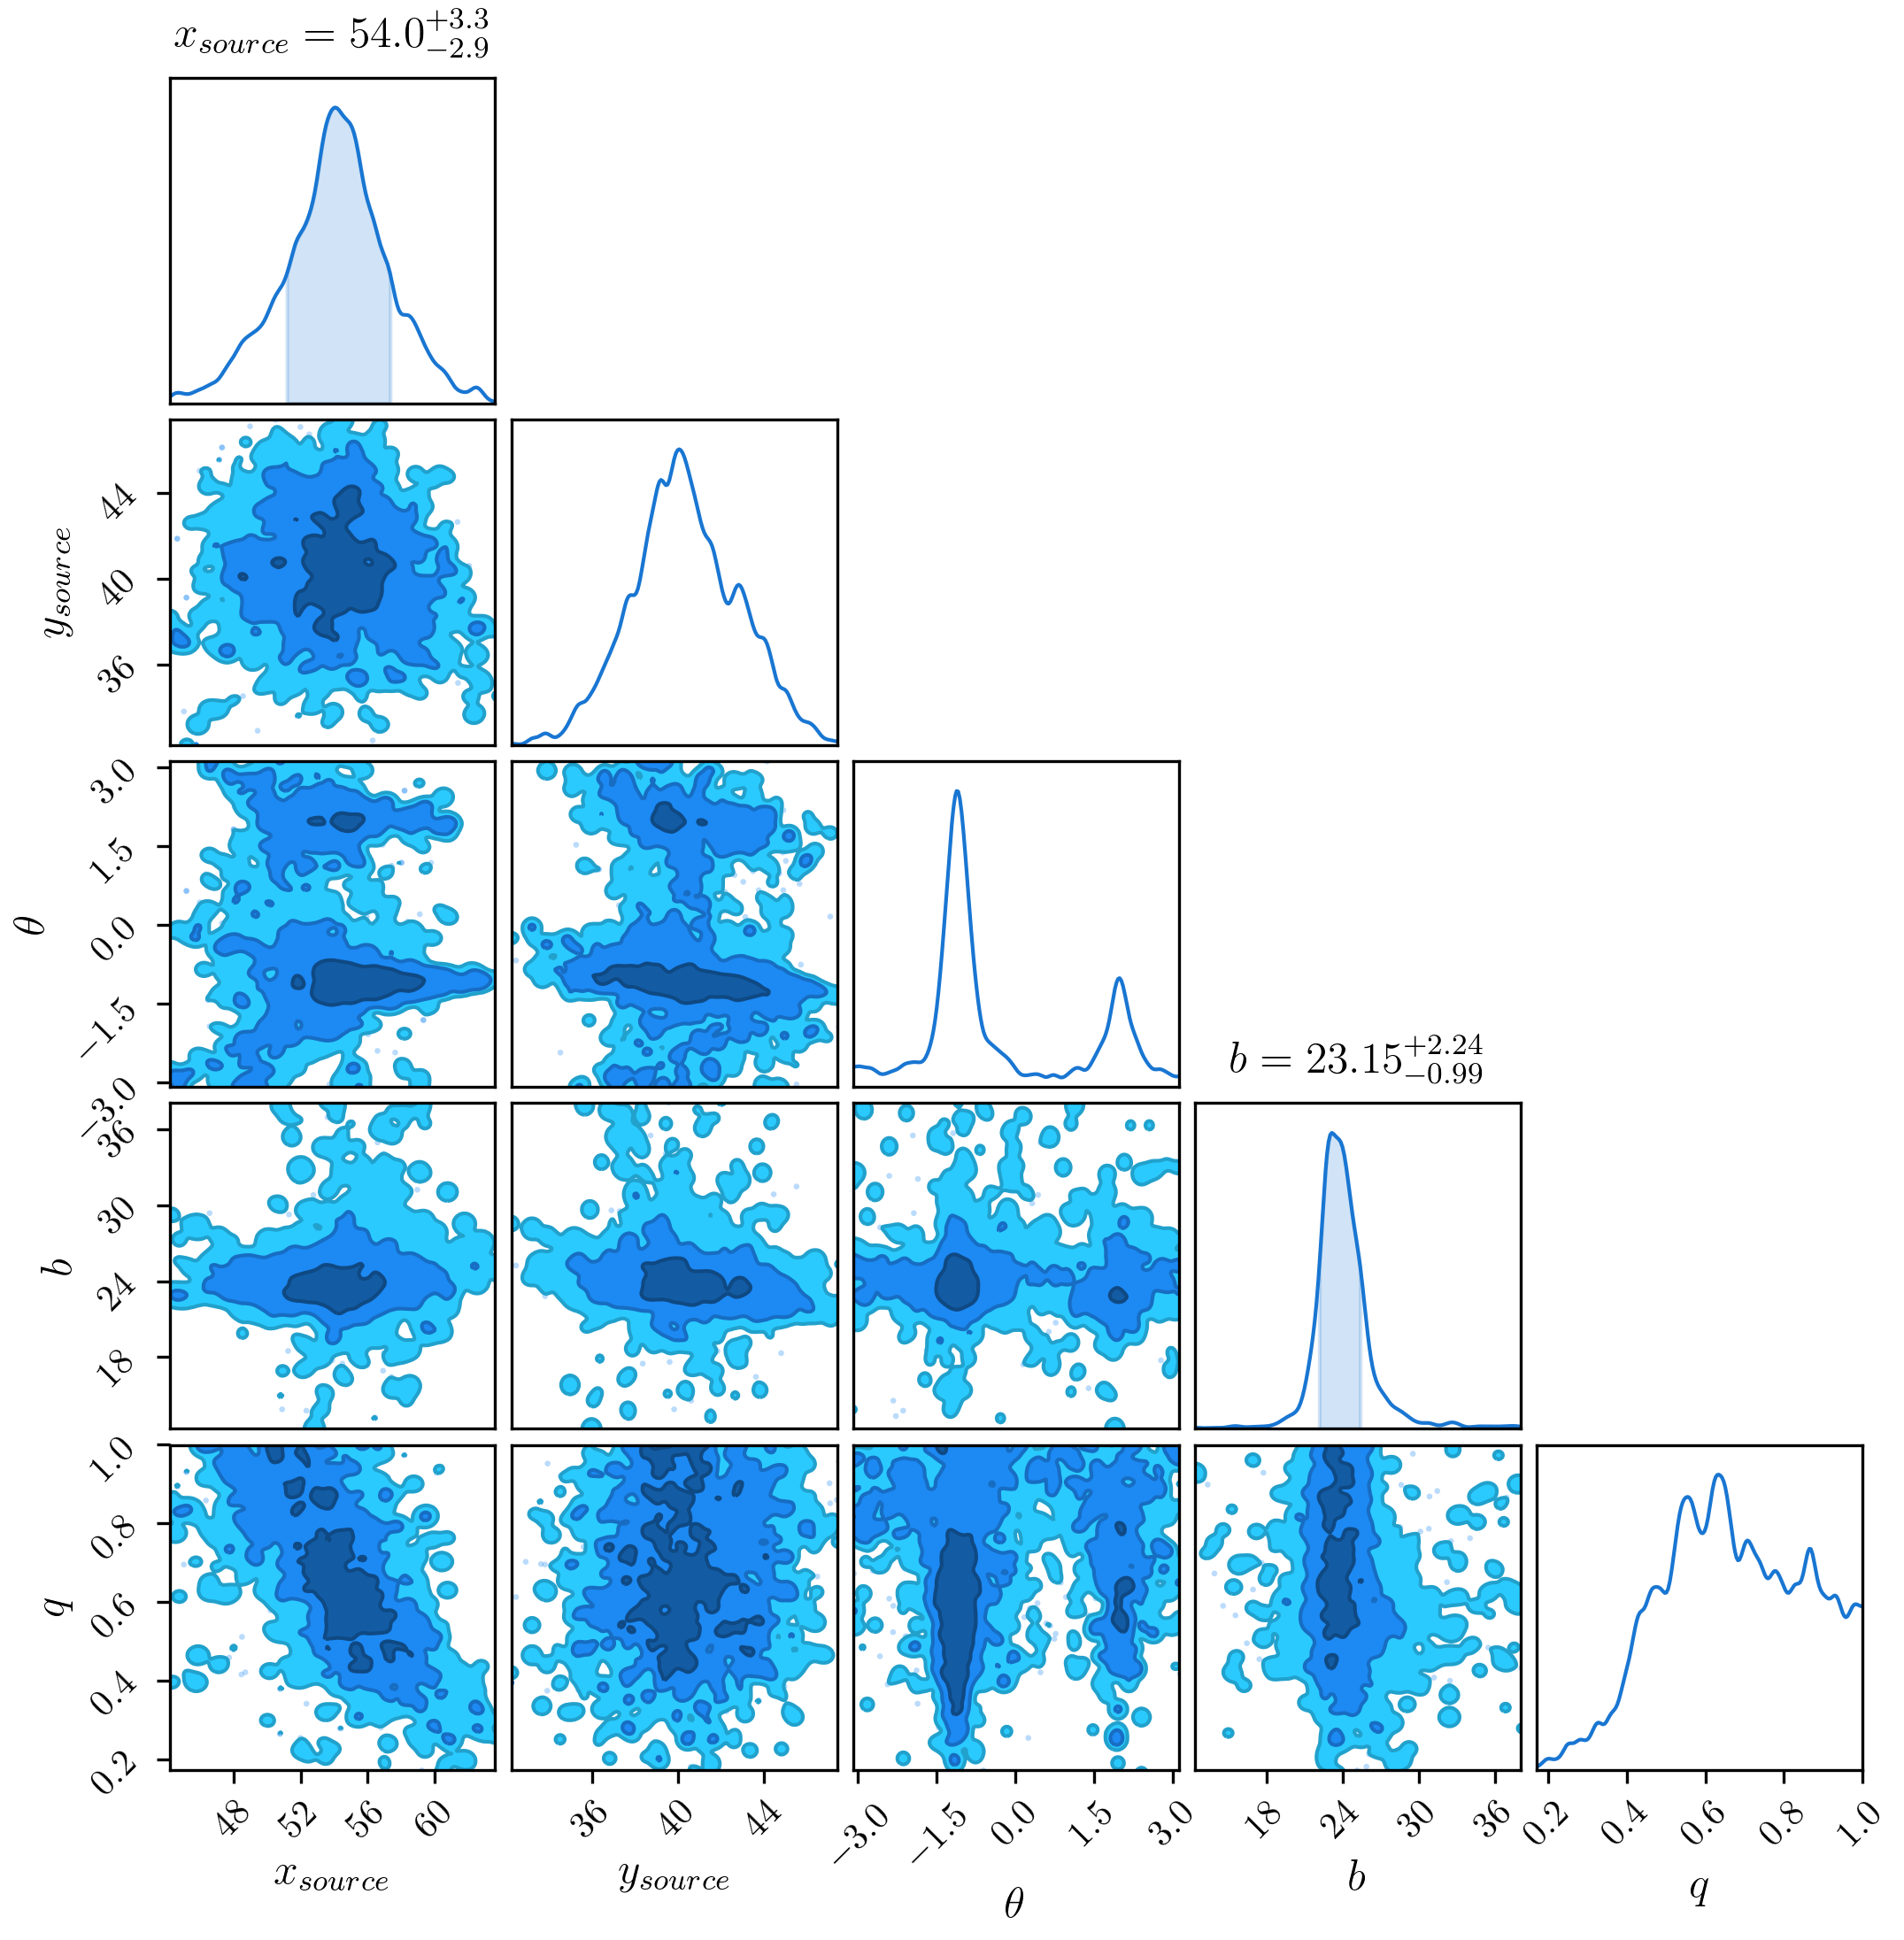 x_source = 54.0^{+3.3}_{-2.9}
44
40
36
y_source
3.0
1.5
0.0
−1.5
−3.0
θ
b = 23.15^{+2.24}_{-0.99}
36
30
24
18
b
1.0
0.8
0.6
0.4
0.2
q
48 52 56 60 36 40 44 −3.0 −1.5 0.0 1.5 3.0 18 24 30 36 0.2 0.4 0.6 0.8 1.0
x_source y_source θ b q